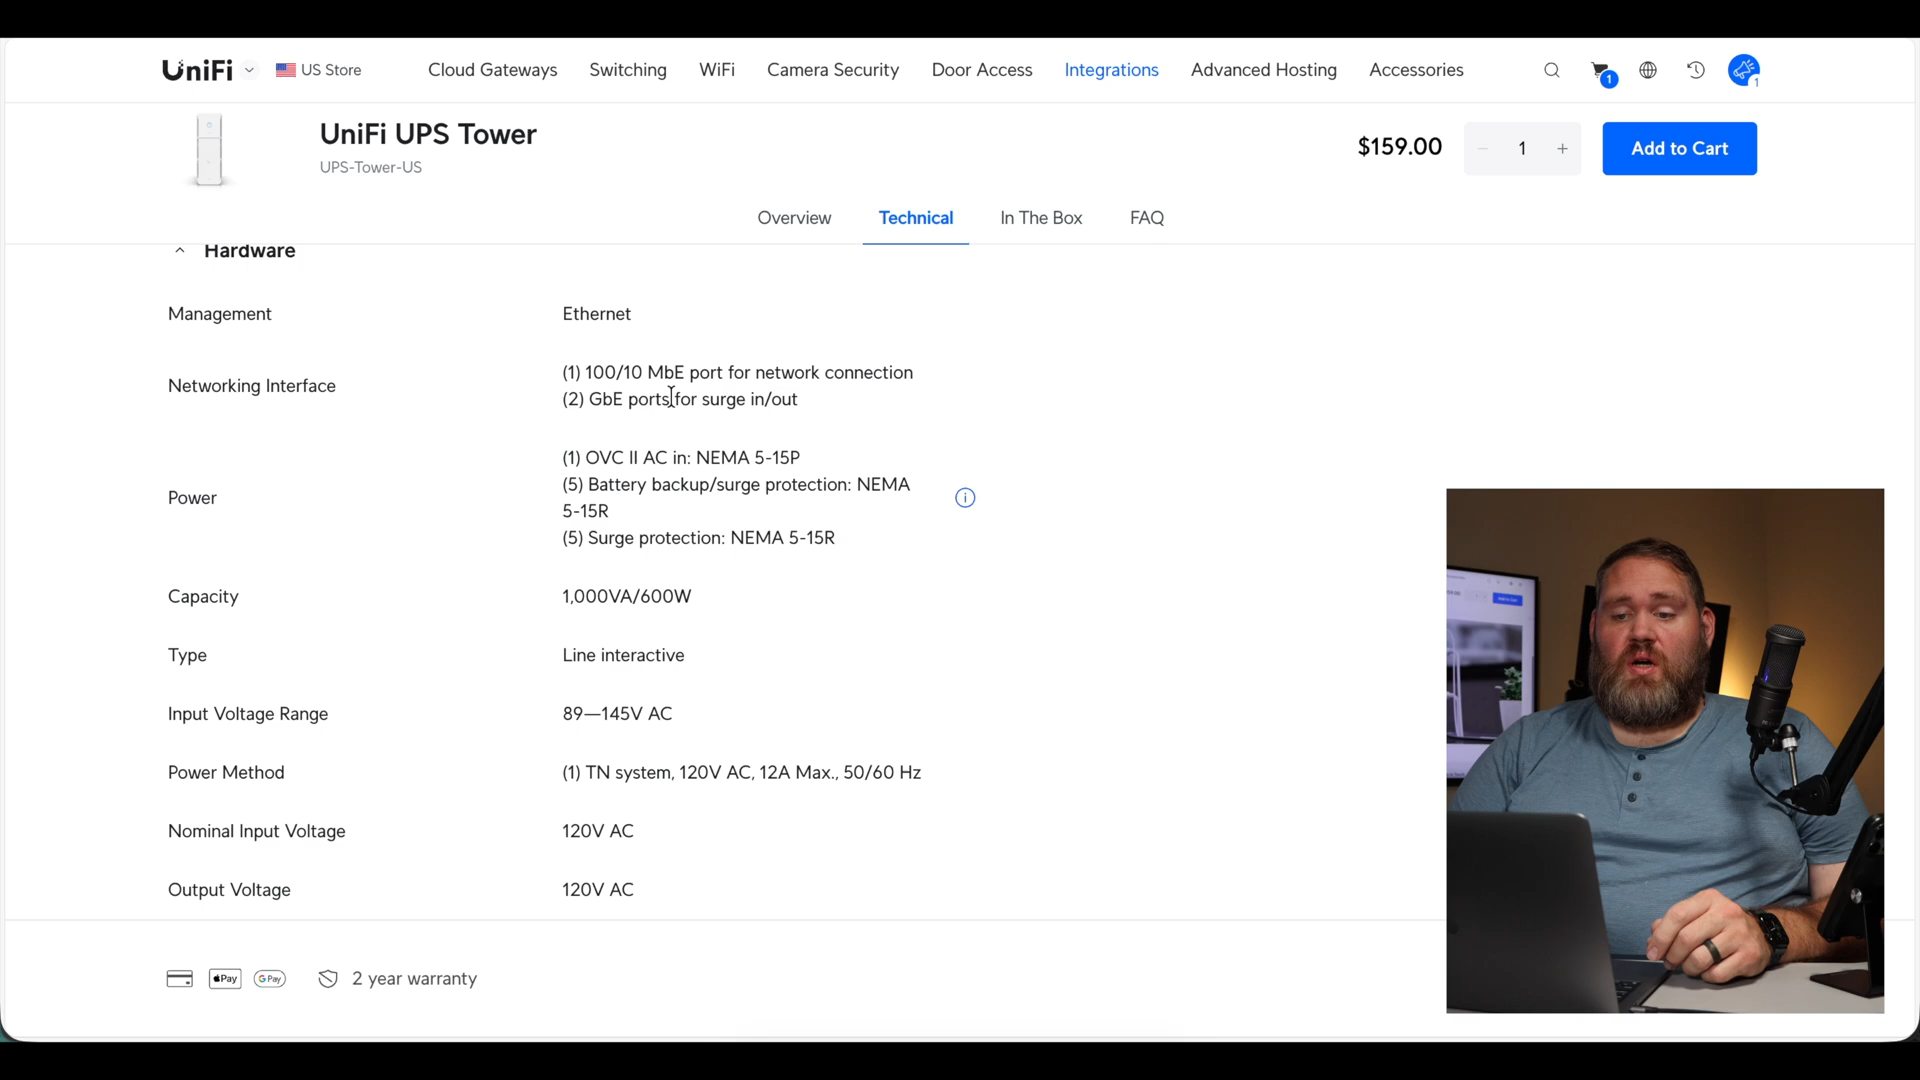 UniFi
US Store
Cloud Gateways
Switching
WiFi
Camera Security
Door Access
Integrations
Advanced Hosting
Accessories
1
1
UniFi UPS Tower
UPS-Tower-US
$159.00
1
Add to Cart
Overview
Technical
In The Box
FAQ
Hardware
Management
Ethernet
Networking Interface
(1) 100/10 MbE port for network connection
(2) GbE ports for surge in/out
Power
(1) OVC II AC in: NEMA 5-15P
(5) Battery backup/surge protection: NEMA
5-15R
(5) Surge protection: NEMA 5-15R
Capacity
1,000VA/600W
Type
Line interactive
Input Voltage Range
89—145V AC
Power Method
(1) TN system, 120V AC, 12A Max., 50/60 Hz
Nominal Input Voltage
120V AC
Output Voltage
120V AC
Pay
G Pay
2 year warranty